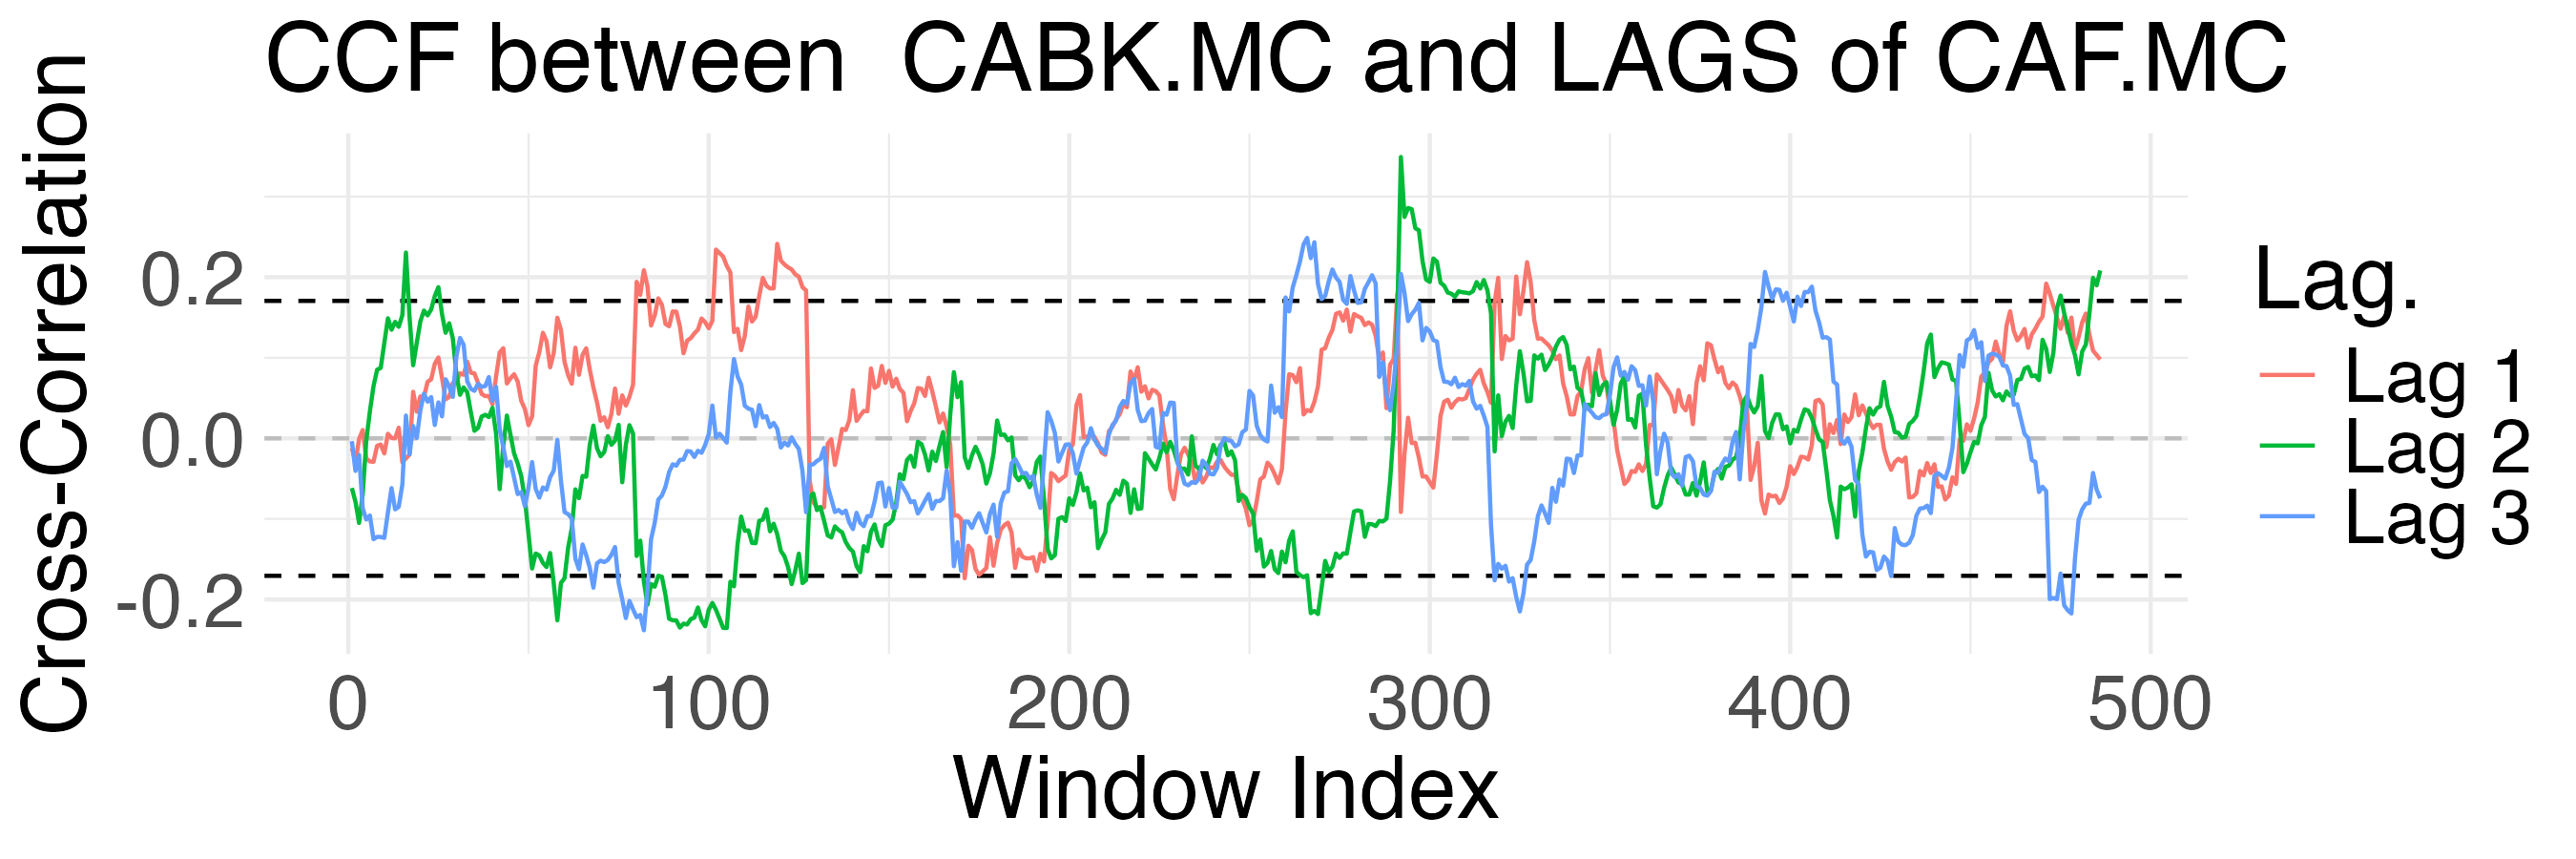 CCF between  CABK.MC and LAGS of CAF.MC
Cross-Correlation
0.2
0.0
-0.2
0 100 200 300 400 500
Window Index
Lag.
Lag 1
Lag 2
Lag 3